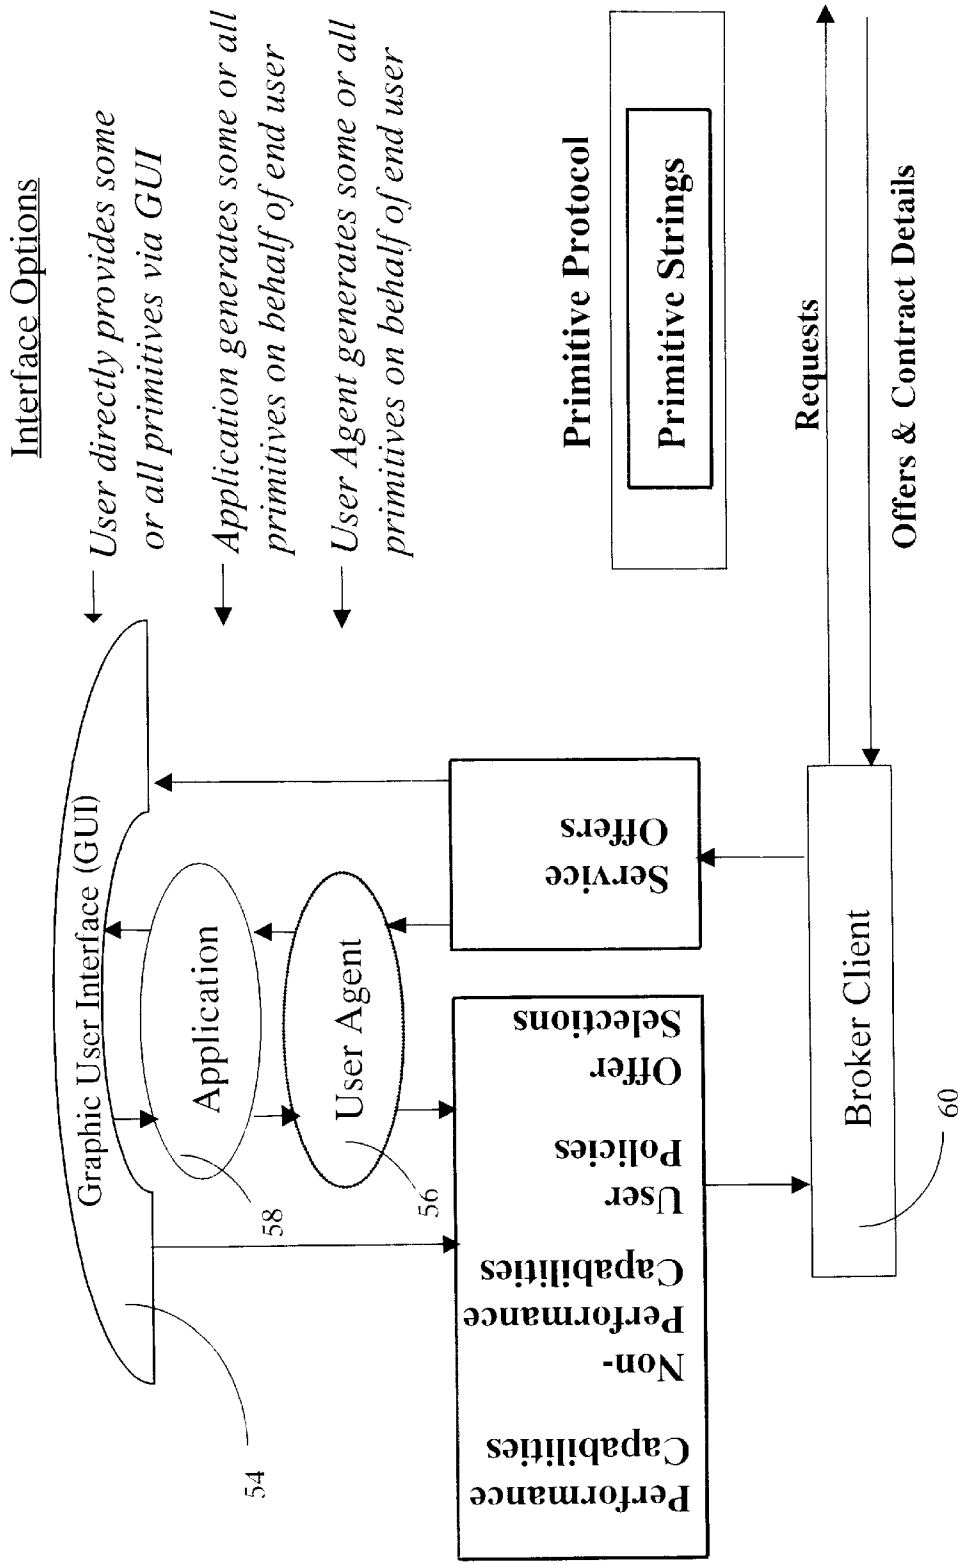 Interface Options
User directly provides some
or all primitives via GUI
Application generates some or all
primitives on behalf of end user
User Agent generates some or all
primitives on behalf of end user
Graphic User Interface (GUI)
Application
User Agent
54
58
56
Performance
Capabilities
Non-
Performance
Capabilities
User
Policies
Offer
Selections
Service
Offers
Primitive Protocol
Primitive Strings
Broker Client
60
Requests
Offers & Contract Details